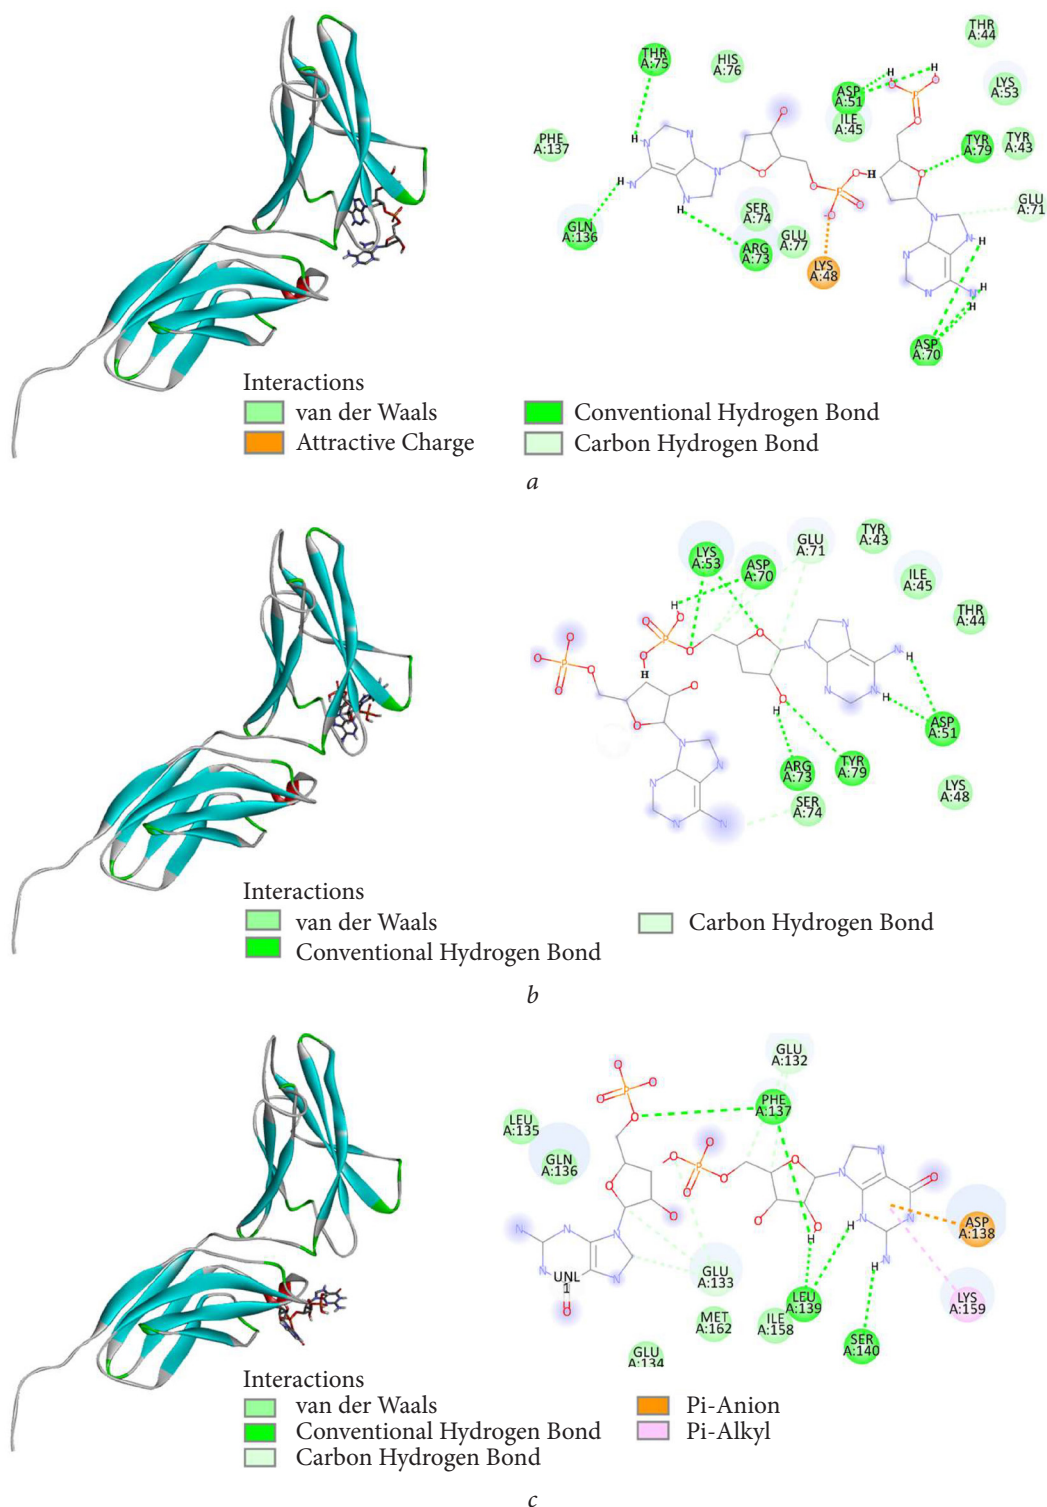 THR
A:75
HIS
A:76
THR
A:44
ASP
A:51
LYS
A:53
ILE
A:45
PHE
A:137
TYR
A:79
TYR
A:43
GLN
A:136
SER
A:74
GLU
A:77
ARG
A:73
LYS
A:48
GLU
A:71
ASP
A:70
Interactions
van der Waals
Conventional Hydrogen Bond
Attractive Charge
Carbon Hydrogen Bond
a
LYS
A:53
ASP
A:70
GLU
A:71
TYR
A:43
ILE
A:45
THR
A:44
ASP
A:51
ARG
A:73
TYR
A:79
SER
A:74
LYS
A:48
Interactions
van der Waals
Carbon Hydrogen Bond
Conventional Hydrogen Bond
b
GLU
A:132
PHE
A:137
LEU
A:135
GLN
A:136
ASP
A:138
GLU
A:133
UNL
1
LEU
A:139
LYS
A:159
MET
A:162
ILE
A:158
SER
A:140
GLU
A:134
Interactions
van der Waals
Pi-Anion
Conventional Hydrogen Bond
Pi-Alkyl
Carbon Hydrogen Bond
c